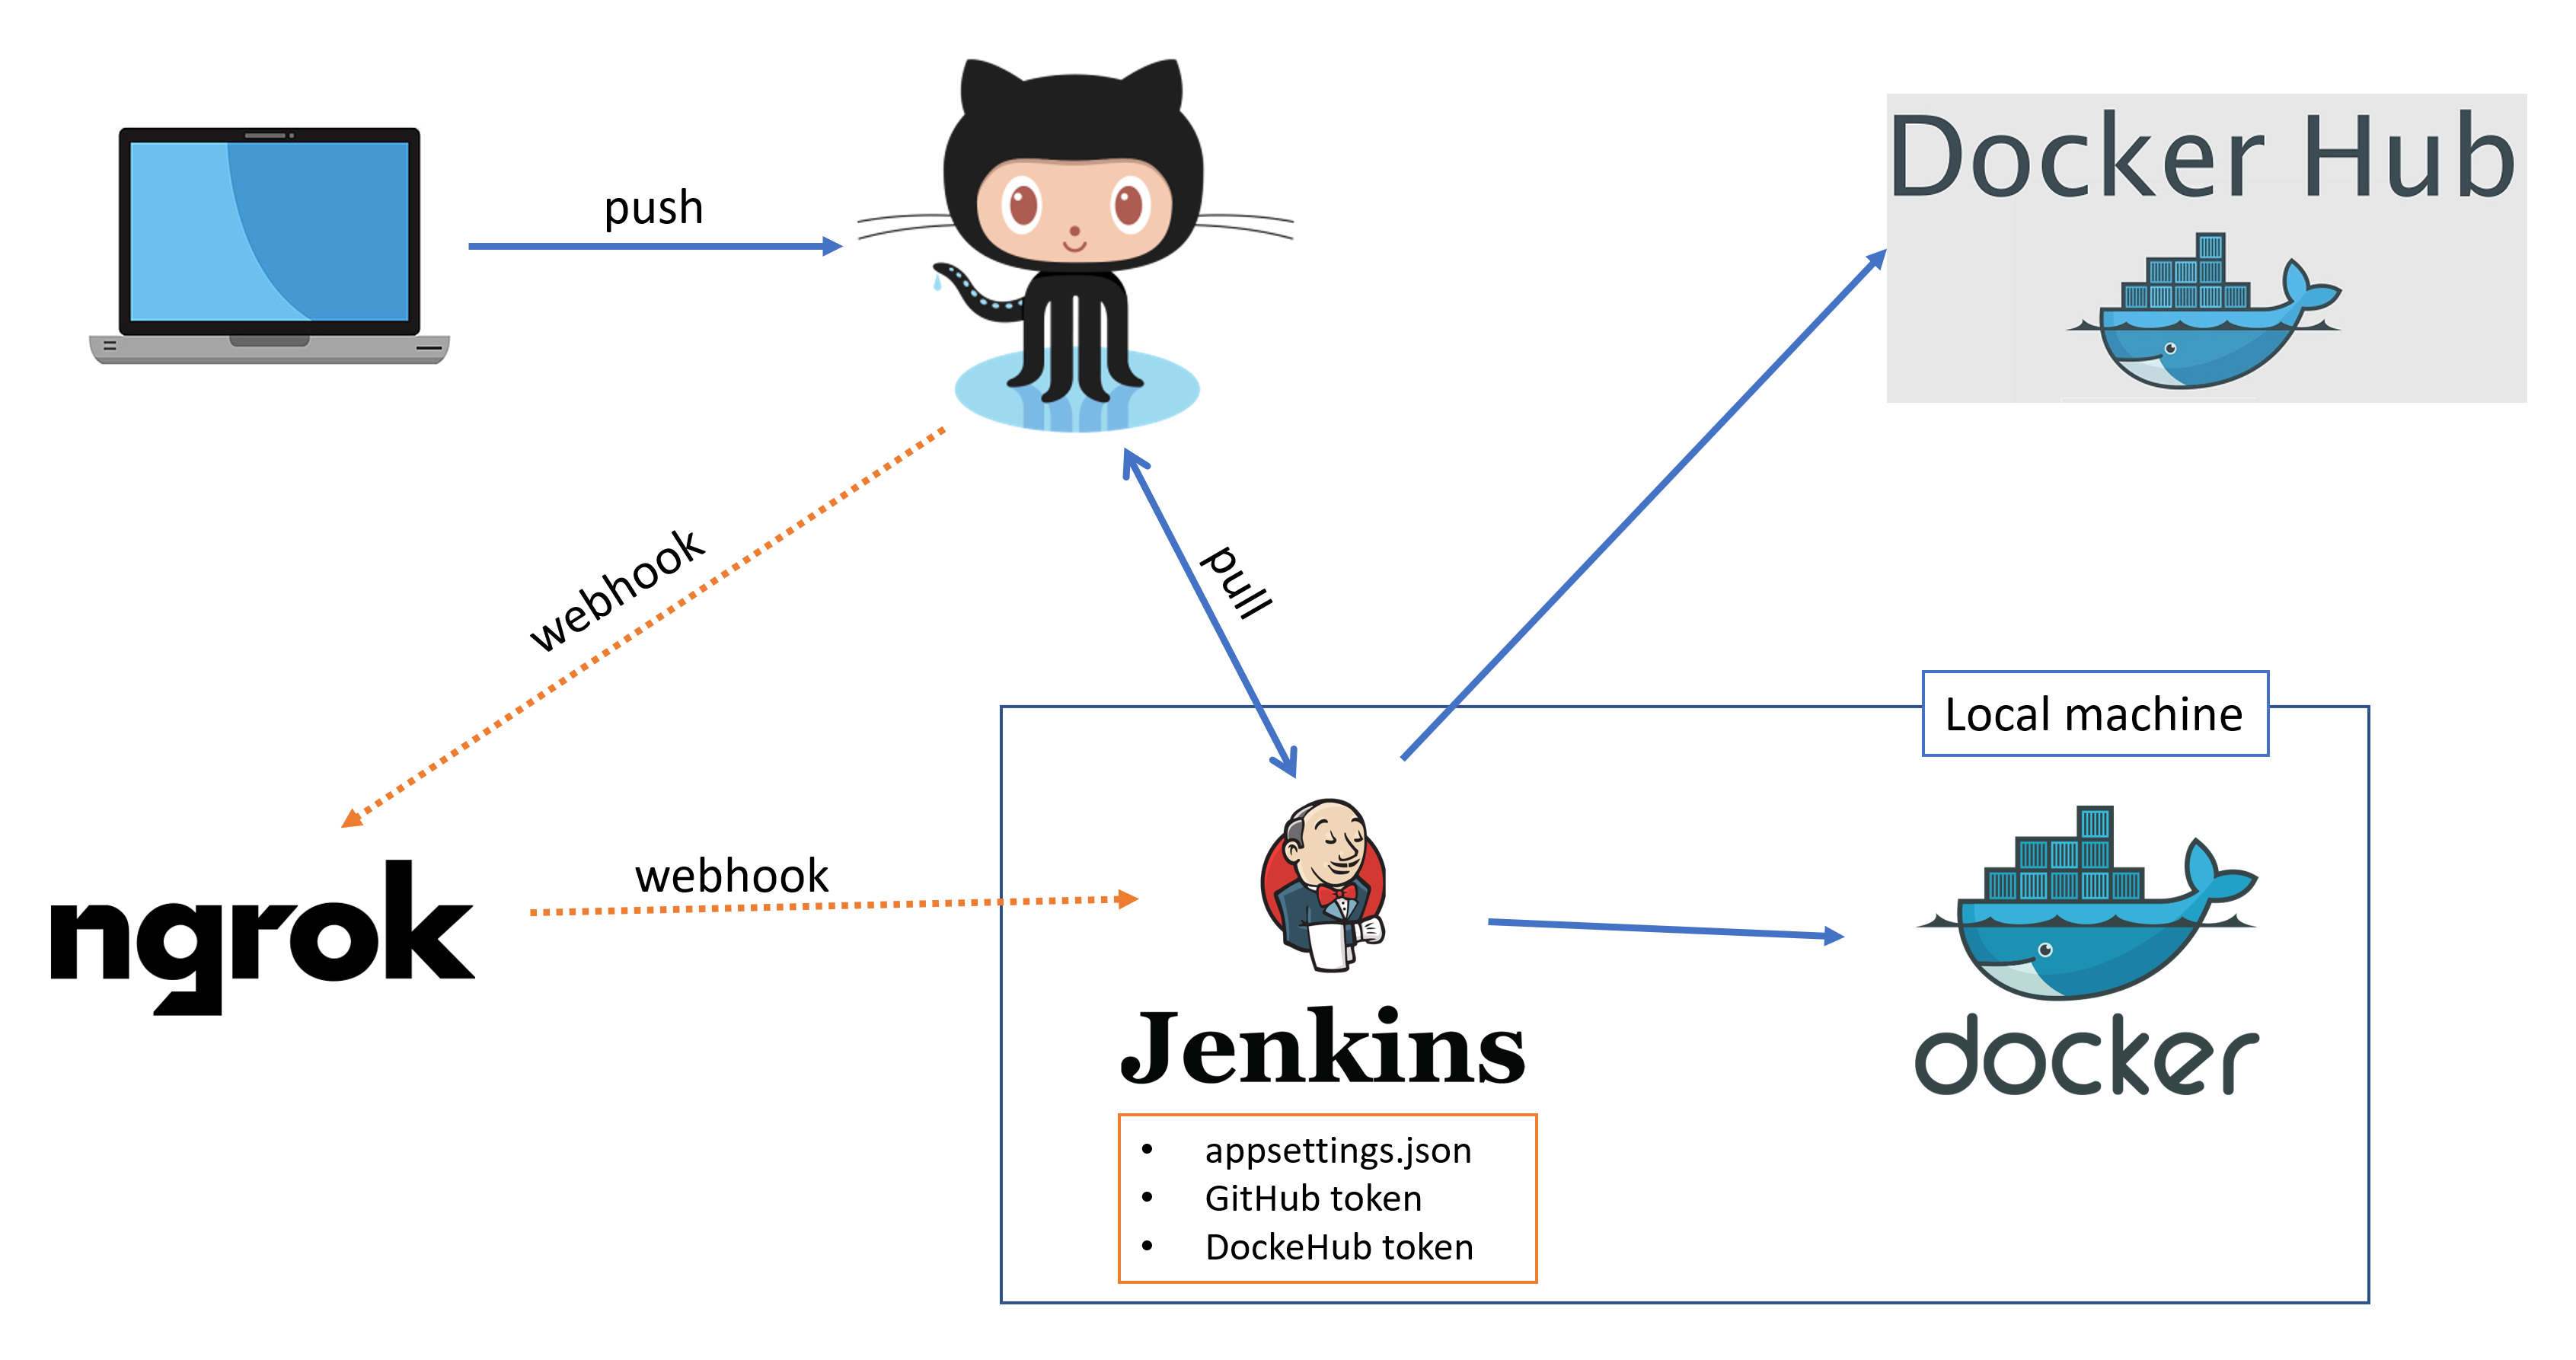 push
Docker Hub
webhook
pull
Local machine
ngrok
webhook
Jenkins
docker
• appsettings.json
• GitHub token
• DockeHub token